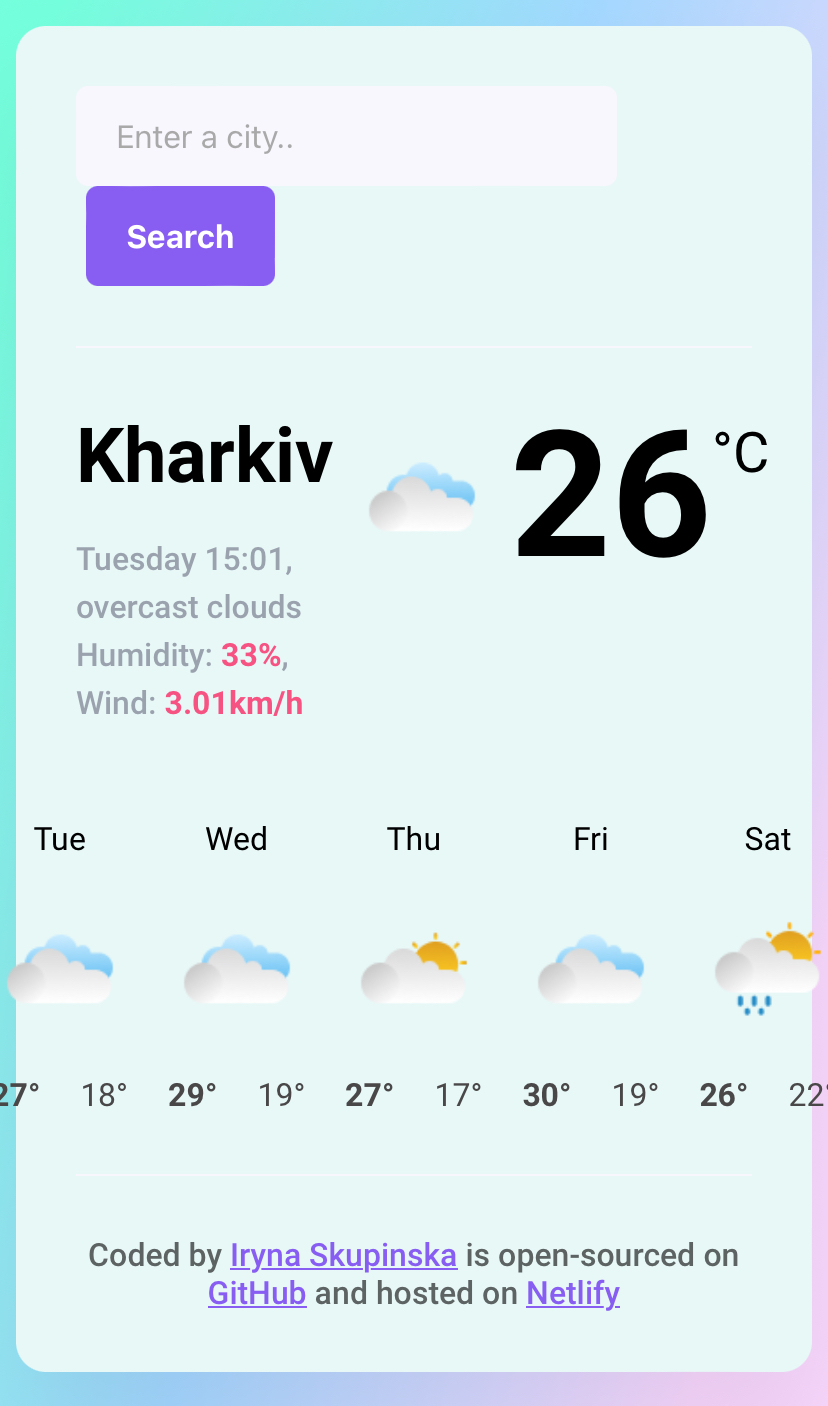 Enter a city..
Search
Kharkiv
26 °C
Tuesday 15:01,
overcast clouds
Humidity: 33%,
Wind: 3.01km/h
Tue Wed Thu Fri Sat
27° 18° 29° 19° 27° 17° 30° 19° 26° 22°
Coded by Iryna Skupinska is open-sourced on
GitHub and hosted on Netlify